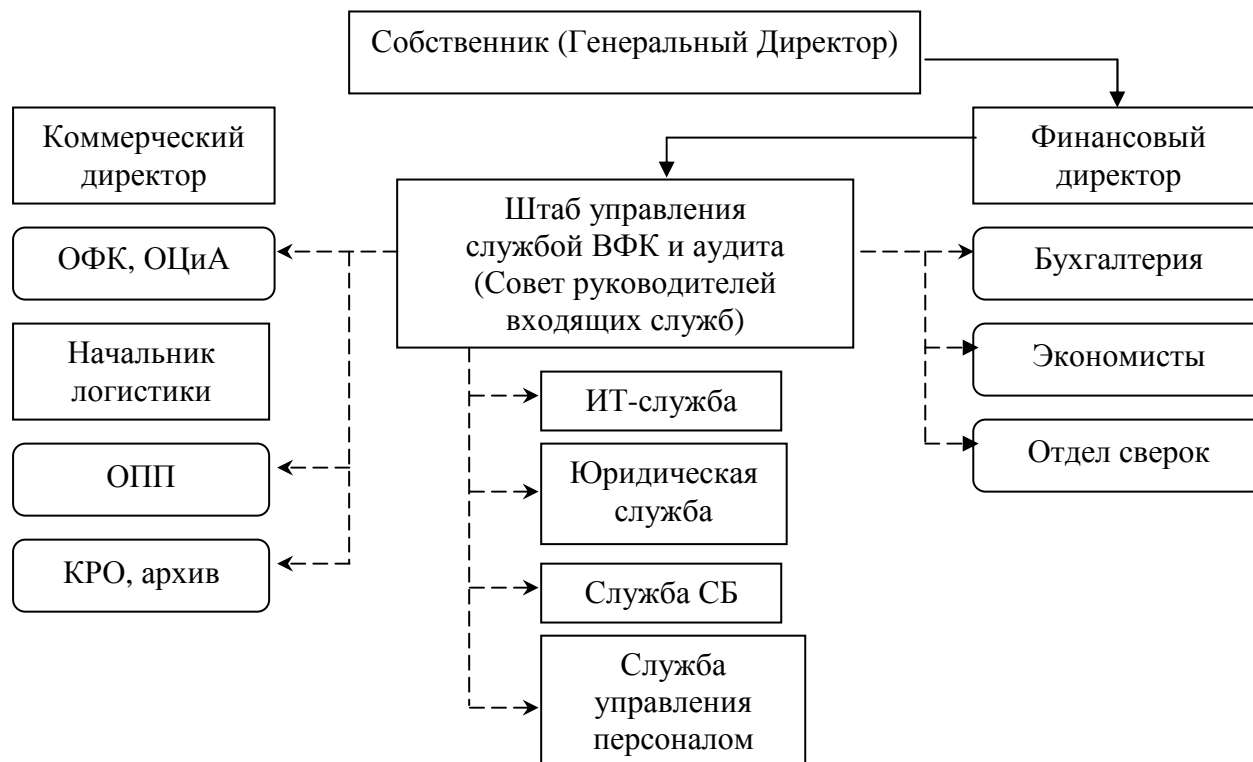 Собственник (Генеральный Директор)
Коммерческий
директор
Финансовый
директор
Штаб управления
службой ВФК и аудита
(Совет руководителей
входящих служб)
ОФК, ОЦиА
Бухгалтерия
Начальник
логистики
Экономисты
ИТ-служба
ОПП
Юридическая
служба
Отдел сверок
КРО, архив
Служба СБ
Служба
управления
персоналом